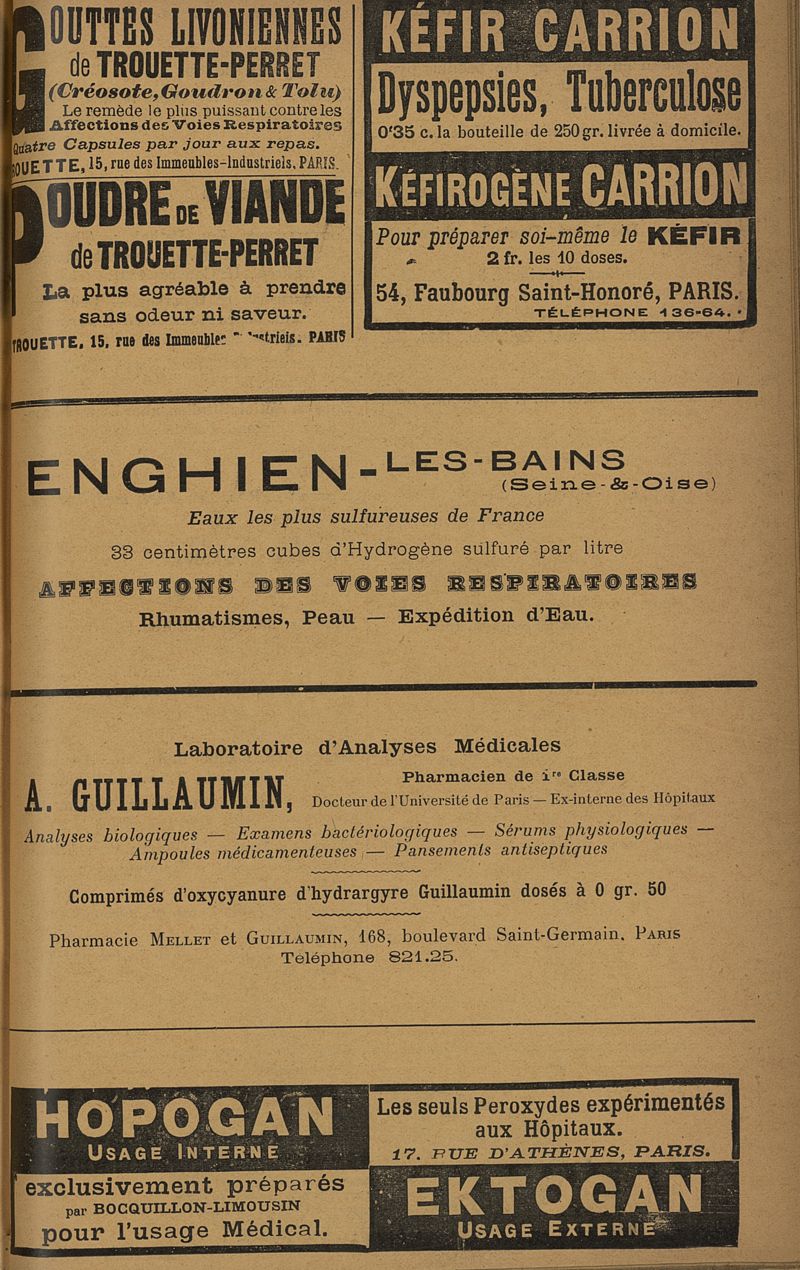 GOUTTES LIVONIENNES
de TROUETTE-PERRET
(Créosote, Goudron & Tolu)
Le remède le plus puissant contre les
Affections des Voies Respiratoires
Quatre Capsules par jour aux repas.
ROUETTE, 15, rue des Immeubles-Industriels, PARIS.
POUDRE DE VIANDE
de TROUETTE-PERRET
La plus agréable à prendre
sans odeur ni saveur.
TROUETTE, 15, rue des Immeubles striels. PARIS
KÉFIR CARRION
Dyspepsies, Tuberculose
0'35 c. la bouteille de 250 gr. livrée à domicile.
KÉFIROGÈNE CARRION
Pour préparer soi-même le KÉFIR
2 fr. les 10 doses.
54, Faubourg Saint-Honoré, PARIS.
TÉLÉPHONE 136-64.
ENGHIEN-LES-BAINS
(Seine-&-Oise)
Eaux les plus sulfureuses de France
33 centimètres cubes d'Hydrogène sulfuré par litre
AFFECTIONS DES VOIES RESPIRATOIRES
Rhumatismes, Peau — Expédition d'Eau.
Laboratoire d'Analyses Médicales
A. GUILLAUMIN, Pharmacien de 1re Classe
Docteur de l'Université de Paris — Ex-interne des Hôpitaux
Analyses biologiques — Examens bactériologiques — Sérums physiologiques —
Ampoules médicamenteuses — Pansements antiseptiques
Comprimés d'oxycyanure d'hydrargyre Guillaumin dosés à 0 gr. 50
Pharmacie MELLET et GUILLAUMIN, 168, boulevard Saint-Germain. PARIS
Téléphone 821.25.
HOPOGAN
USAGE INTERNE
exclusivement préparés
par BOCQUILLON-LIMOUSIN
pour l'usage Médical.
Les seuls Peroxydes expérimentés
aux Hôpitaux.
17. RUE D'ATHÈNES, PARIS.
EKTOGAN
USAGE EXTERNE